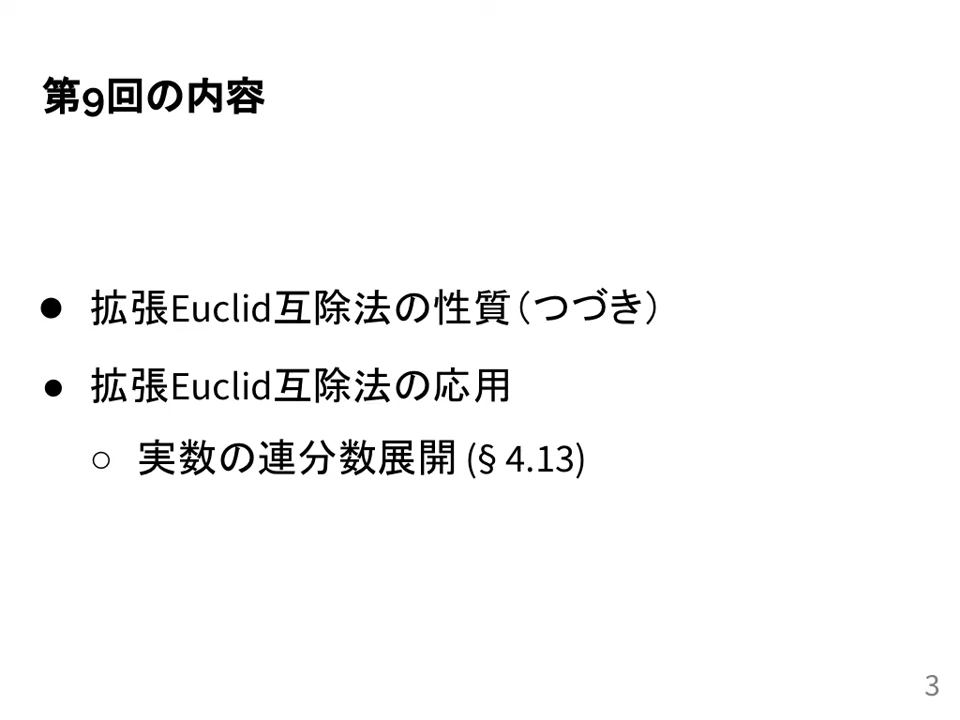 第9回の内容
● 拡張Euclid互除法の性質（つづき）
● 拡張Euclid互除法の応用
○ 実数の連分数展開 (§ 4.13)
3